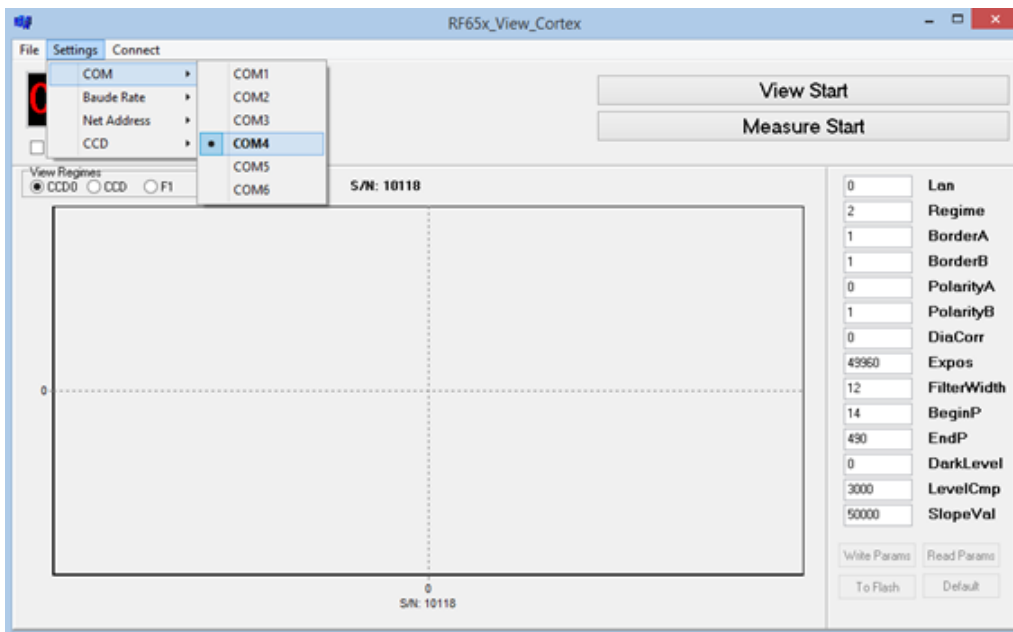 RF65x_View_Cortex
File Settings Connect
COM
Baude Rate
Net Address
CCD
COM1
COM2
COM3
COM4
COM5
COM6
0
View Start
Measure Start
View Regimes
CCD0 CCD F1
S/N: 10118
0 Lan
2 Regime
1 BorderA
1 BorderB
0 PolarityA
1 PolarityB
0 DiaCorr
49960 Expos
12 FilterWidth
14 BeginP
490 EndP
0 DarkLevel
3000 LevelCmp
50000 SlopeVal
Write Params Read Params
To Flash Default
0
0
S/N: 10118